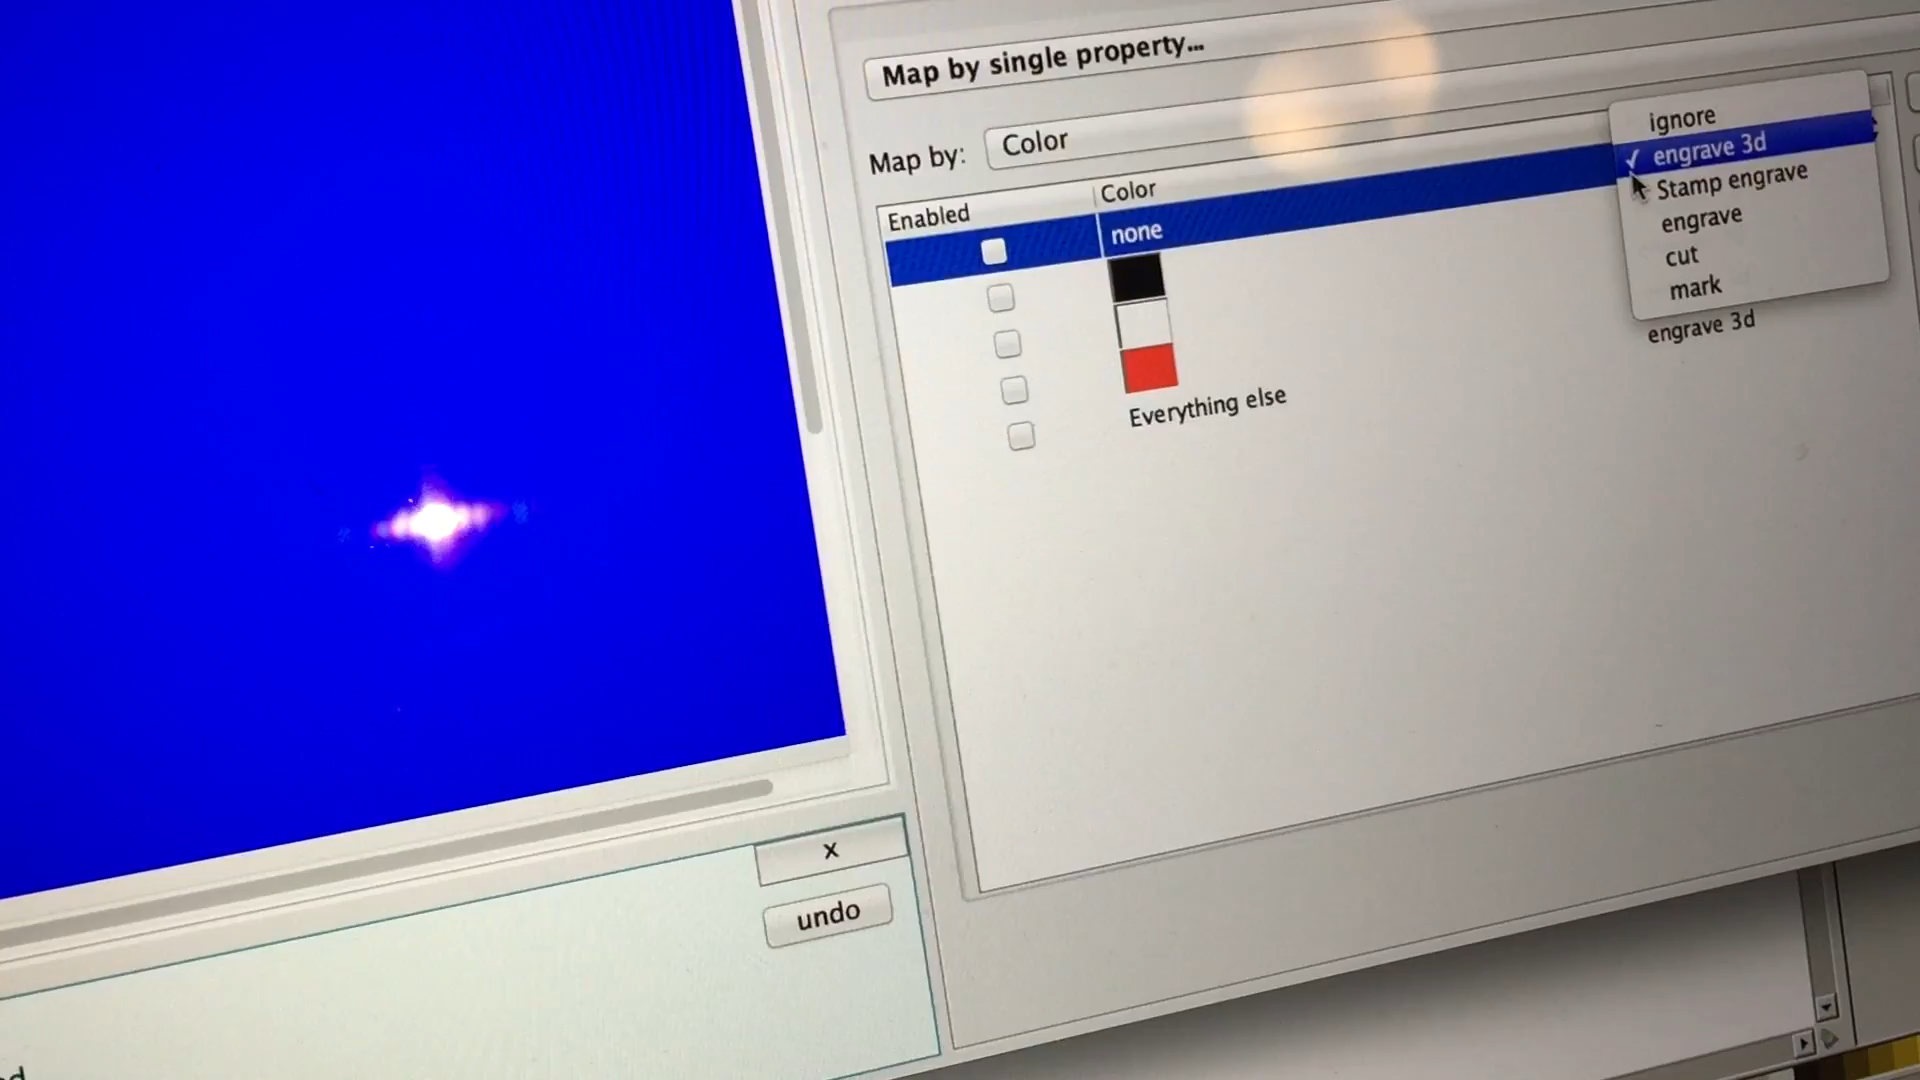 Map by single property...
Map by: Color
Enabled Color
none
Everything else
ignore
✓ engrave 3d
Stamp engrave
engrave
cut
mark
engrave 3d
x
undo